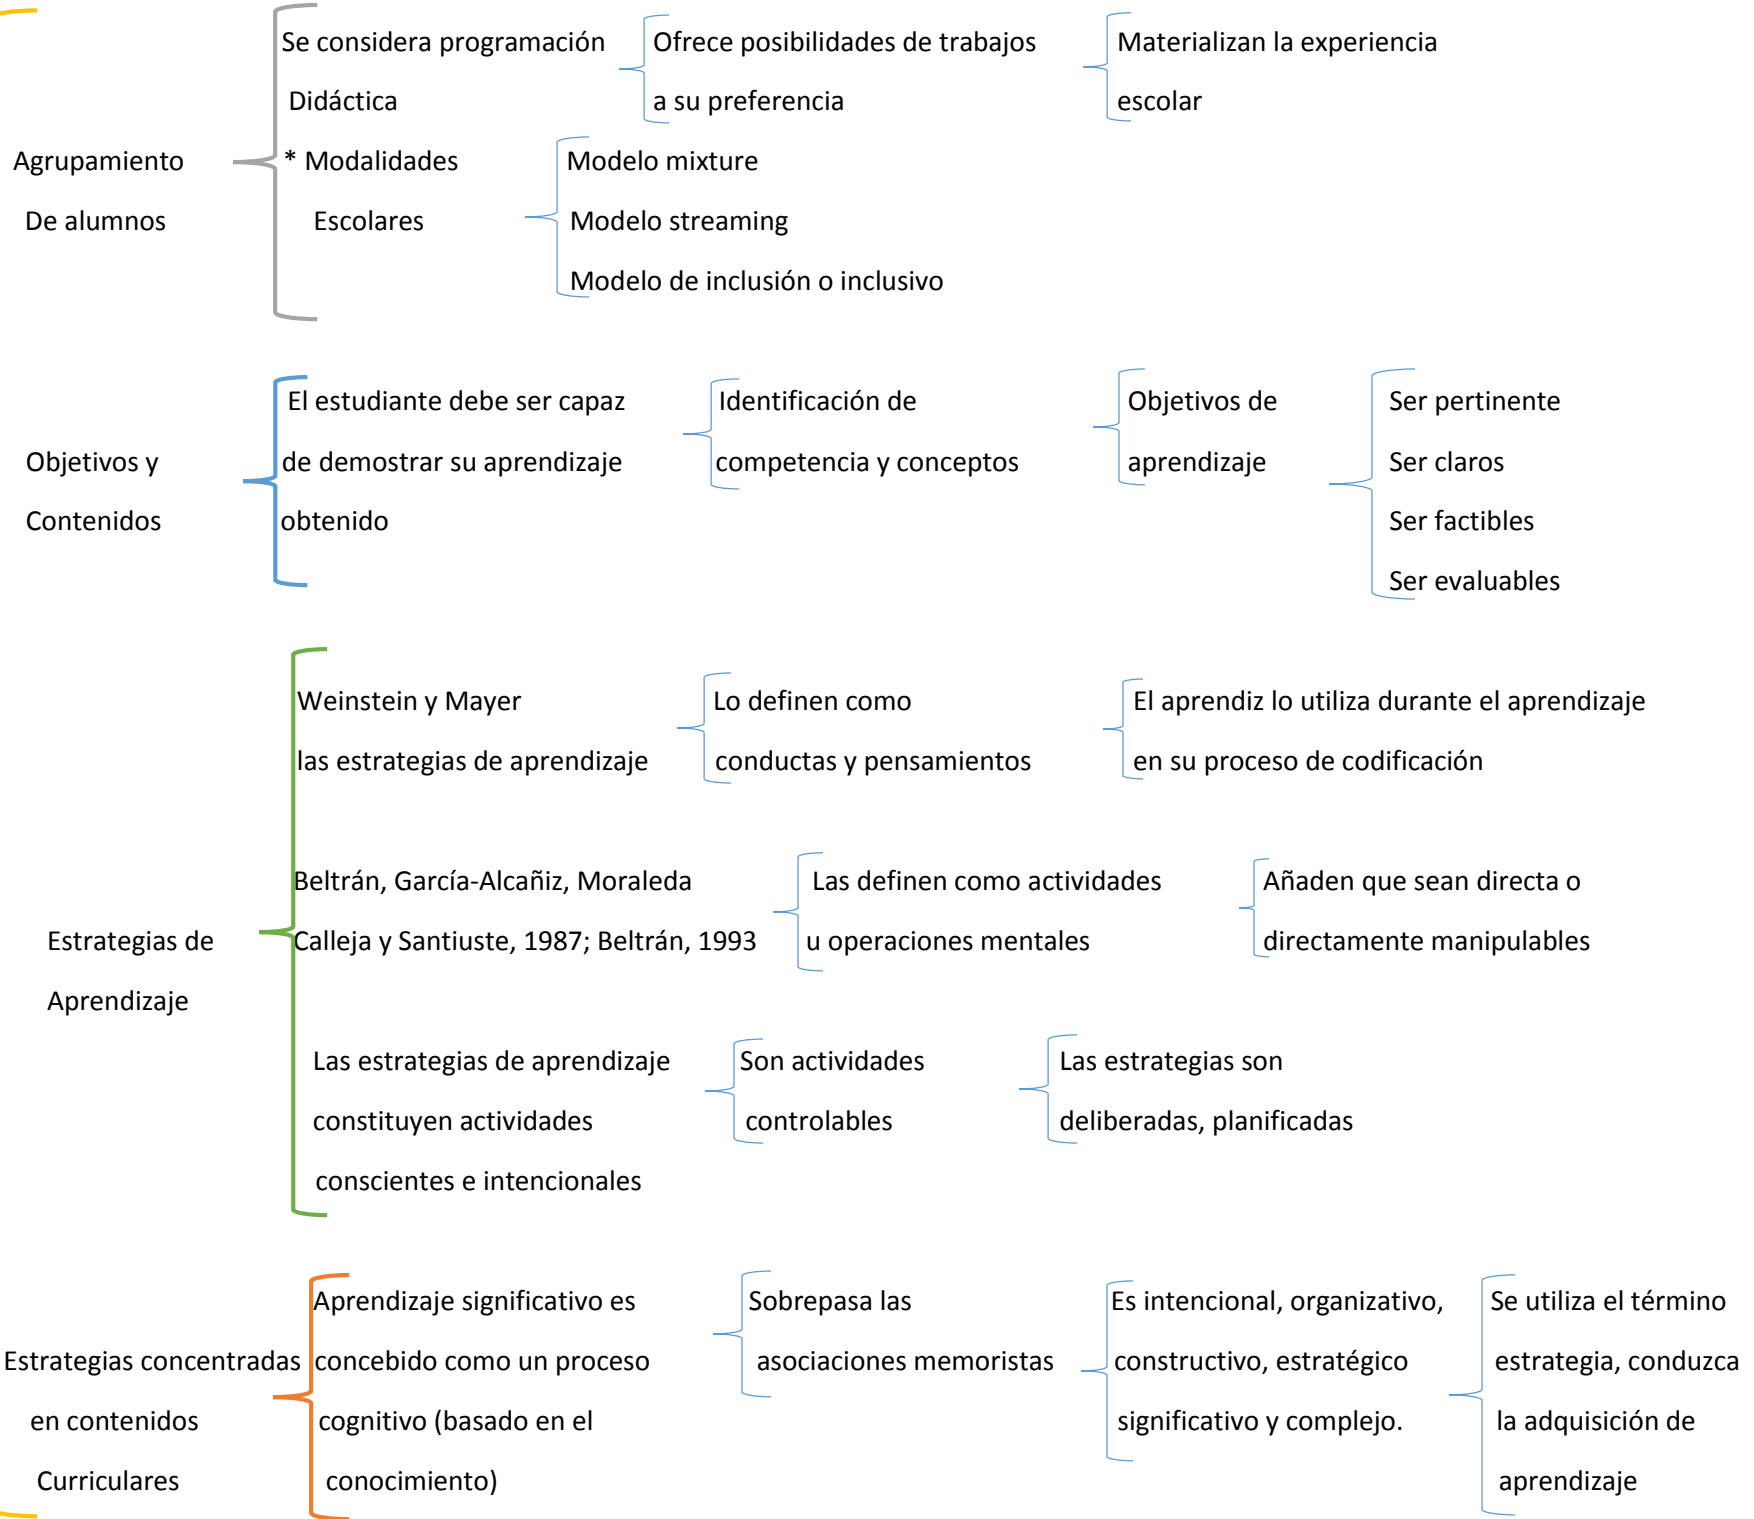 Se considera programación
Didáctica
Ofrece posibilidades de trabajos
a su preferencia
Materializan la experiencia
escolar
Agrupamiento
De alumnos
* Modalidades
Escolares
Modelo mixture
Modelo streaming
Modelo de inclusión o inclusivo
Objetivos y
Contenidos
El estudiante debe ser capaz
de demostrar su aprendizaje
obtenido
Identificación de
competencia y conceptos
Objetivos de
aprendizaje
Ser pertinente
Ser claros
Ser factibles
Ser evaluables
Estrategias de
Aprendizaje
Weinstein y Mayer
las estrategias de aprendizaje
Lo definen como
conductas y pensamientos
El aprendiz lo utiliza durante el aprendizaje
en su proceso de codificación
Beltrán, García-Alcañiz, Moraleda
Calleja y Santiuste, 1987; Beltrán, 1993
Las definen como actividades
u operaciones mentales
Añaden que sean directa o
directamente manipulables
Las estrategias de aprendizaje
constituyen actividades
conscientes e intencionales
Son actividades
controlables
Las estrategias son
deliberadas, planificadas
Estrategias concentradas
en contenidos
Curriculares
Aprendizaje significativo es
concebido como un proceso
cognitivo (basado en el
conocimiento)
Sobrepasa las
asociaciones memoristas
Es intencional, organizativo,
constructivo, estratégico
significativo y complejo.
Se utiliza el término
estrategia, conduzca
la adquisición de
aprendizaje